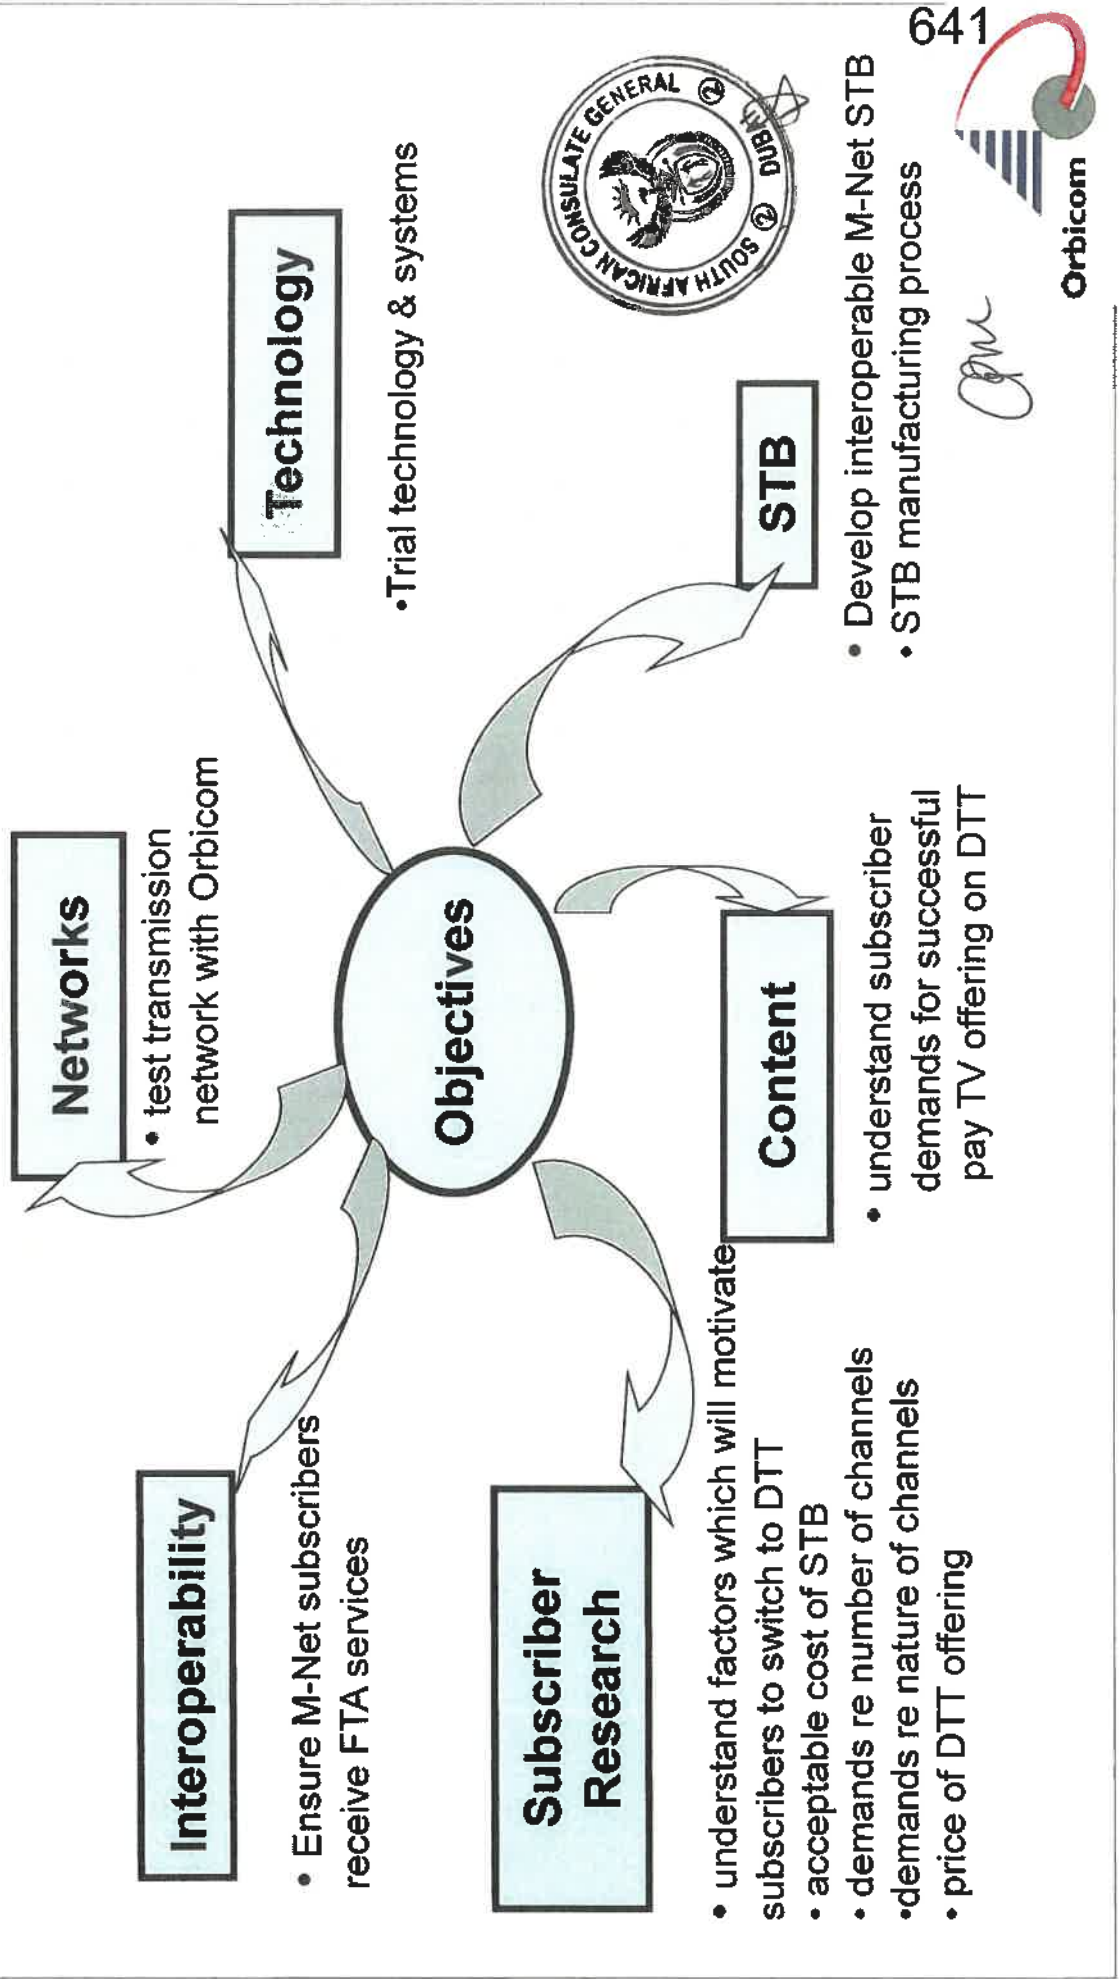 641
Networks
• test transmission
network with Orbicom
Interoperability
• Ensure M-Net subscribers
receive FTA services
Technology
•Trial technology & systems
Objectives
Subscriber
Research
• understand factors which will motivate
subscribers to switch to DTT
• acceptable cost of STB
• demands re number of channels
•demands re nature of channels
• price of DTT offering
Content
• understand subscriber
demands for successful
pay TV offering on DTT
STB
• Develop interoperable M-Net STB
• STB manufacturing process
SOUTH AFRICAN CONSULATE GENERAL
2 DUBAI 2
Orbicom